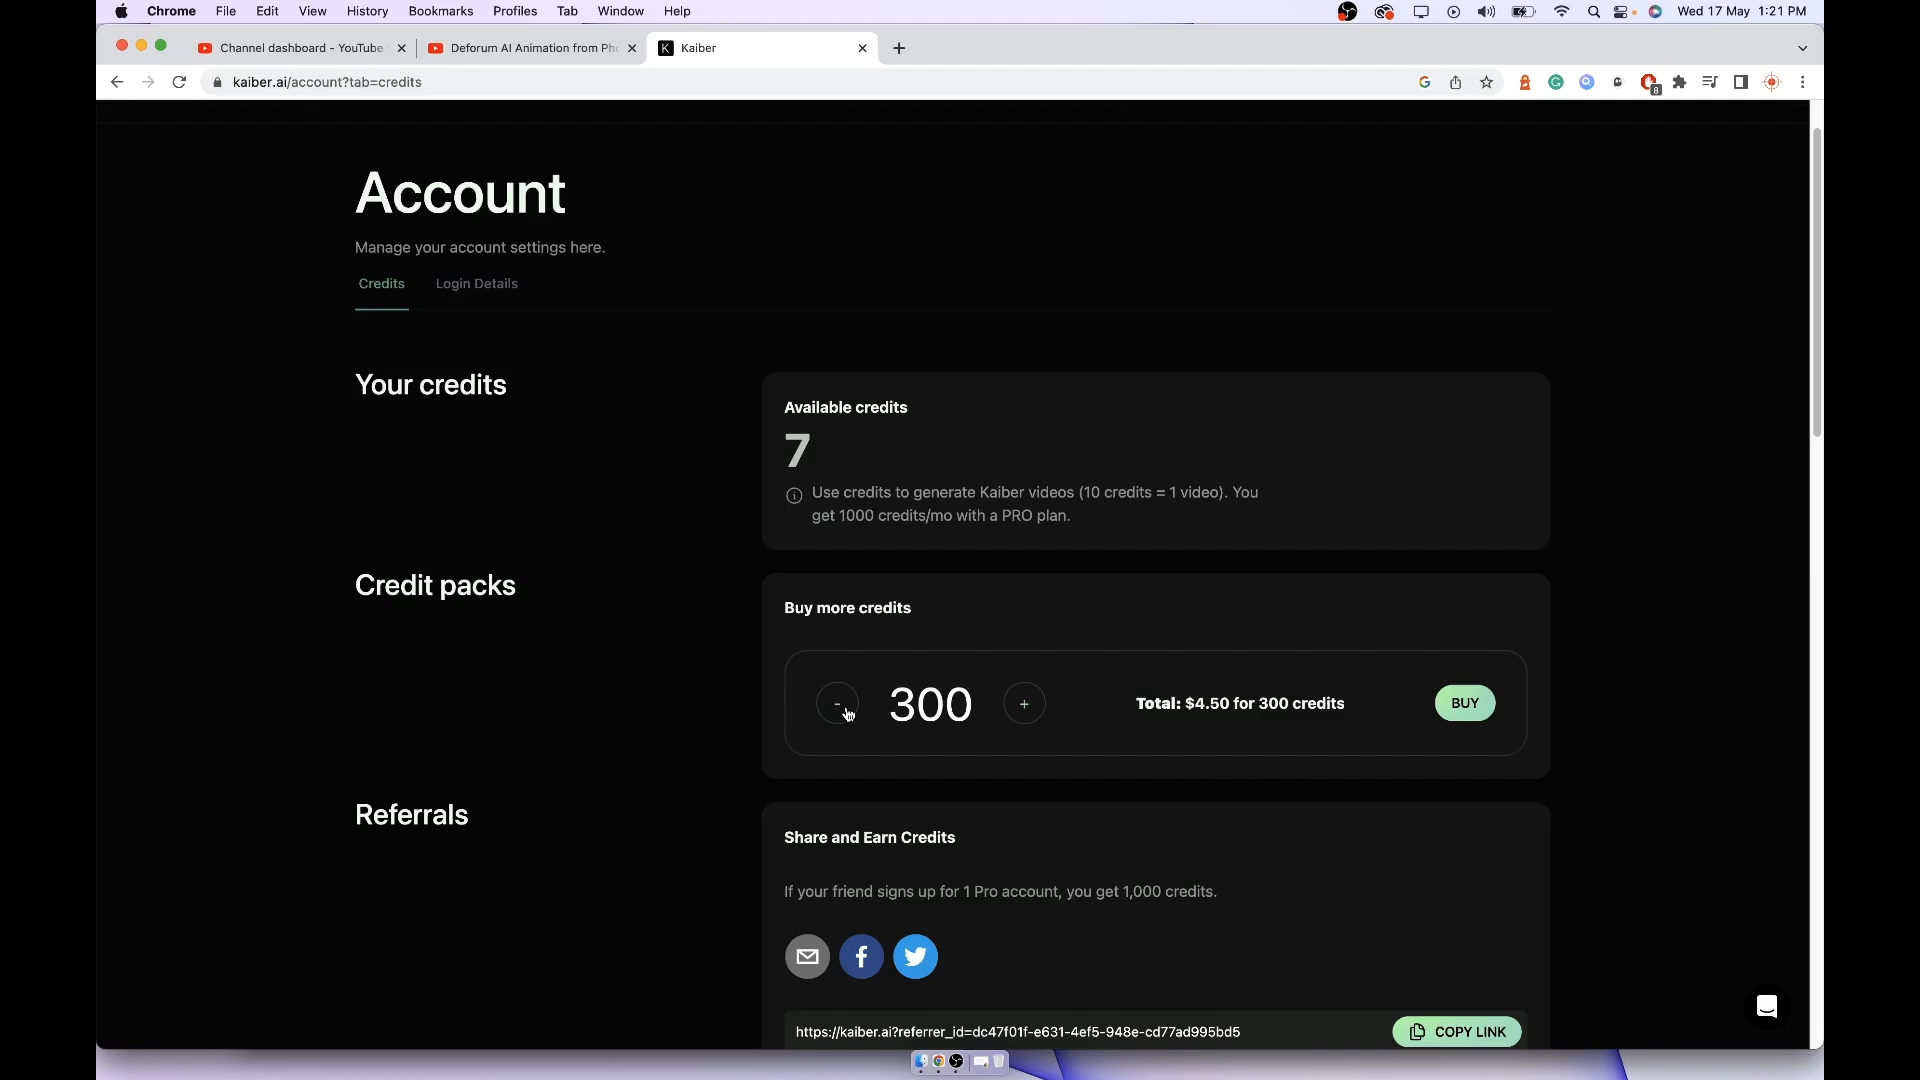 Chrome File Edit View History Bookmarks Profiles Tab Window Help Wed 17 May 1:21 PM
Channel dashboard - YouTube Deforum AI Animation from Pho Kaiber
kaiber.ai/account?tab=credits
8
Account
Manage your account settings here.
Credits Login Details
Your credits
Available credits
7
Use credits to generate Kaiber videos (10 credits = 1 video). You
get 1000 credits/mo with a PRO plan.
Credit packs
Buy more credits
- 300 + Total: $4.50 for 300 credits BUY
Referrals
Share and Earn Credits
If your friend signs up for 1 Pro account, you get 1,000 credits.
https://kaiber.ai?referrer_id=dc47f01f-e631-4ef5-948e-cd77ad995bd5 COPY LINK